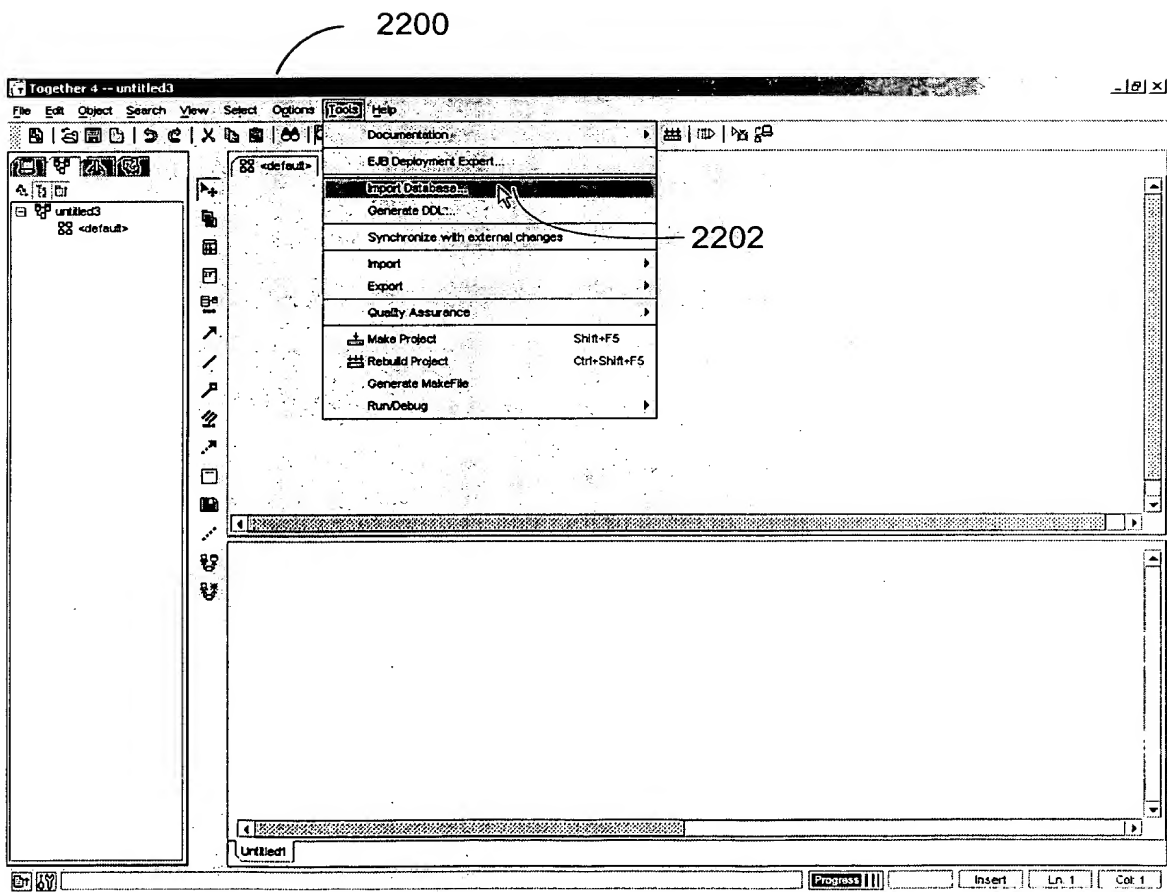 2200
Together 4 -- untitled3
File Edit Object Search View Select Options Tools Help
Documentation
<default>
EJB Deployment Expert...
Import Database...
untitled3
Generate DDL...
<default>
Synchronize with external changes
2202
Import
Export
Quality Assurance
Make Project Shift+F5
Rebuild Project Ctrl+Shift+F5
Generate MakeFile
Run/Debug
Untitled1
Progress Insert Ln: 1 Col: 1